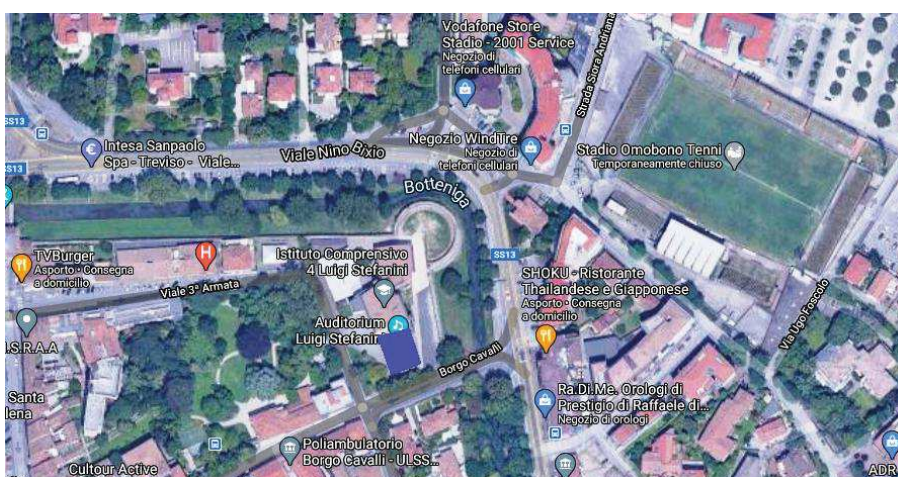 Vodafone Store
Stadio - 2001 Service
Negozio di
telefoni cellulari
Strada Siora Andriana
SS13
Intesa Sanpaolo
Spa - Treviso - Viale...
Viale Nino Bixio
Negozio WindTre
Negozio di
telefoni cellulari
Stadio Omobono Tenni
Temporaneamente chiuso
SS13
Botteniga
TVBurger
Asporto • Consegna
a domicilio
H
Viale 3ª Armata
Istituto Comprensivo
4 Luigi Stefanini
SS13
SHOKU - Ristorante
Thailandese e Giapponese
Asporto • Consegna
a domicilio
Via Ugo Foscolo
I.S.R.A.A
Auditorium
Luigi Stefanir
Borgo Cavalli
Santa
lena
Ra.Di.Me. Orologi di
Prestigio di Raffaele di...
Negozio di orologi
Poliambulatorio
Borgo Cavalli - ULSS...
Cultour Active
ADR